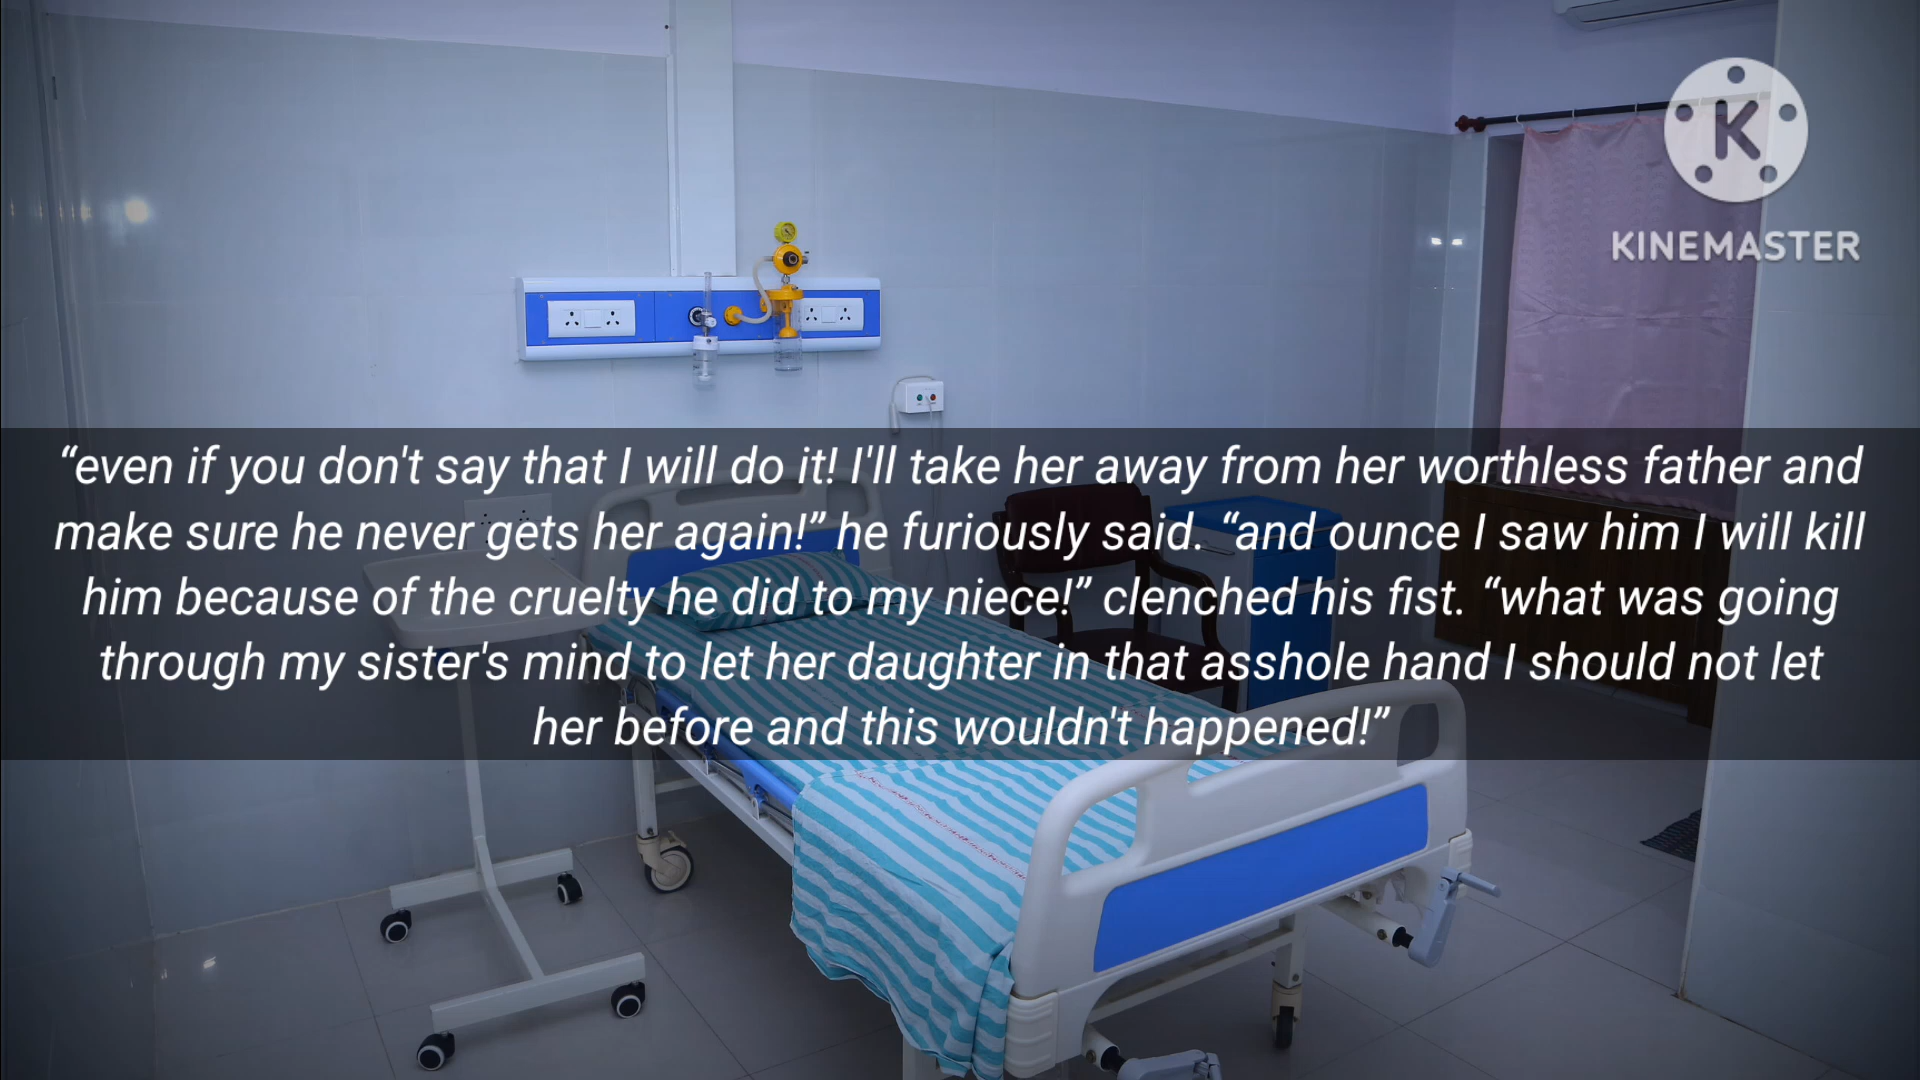 K
KINEMASTER
“even if you don't say that I will do it! I'll take her away from her worthless father and
make sure he never gets her again!” he furiously said. “and ounce I saw him I will kill
him because of the cruelty he did to my niece!” clenched his fist. “what was going
through my sister's mind to let her daughter in that asshole hand I should not let
her before and this wouldn't happened!”